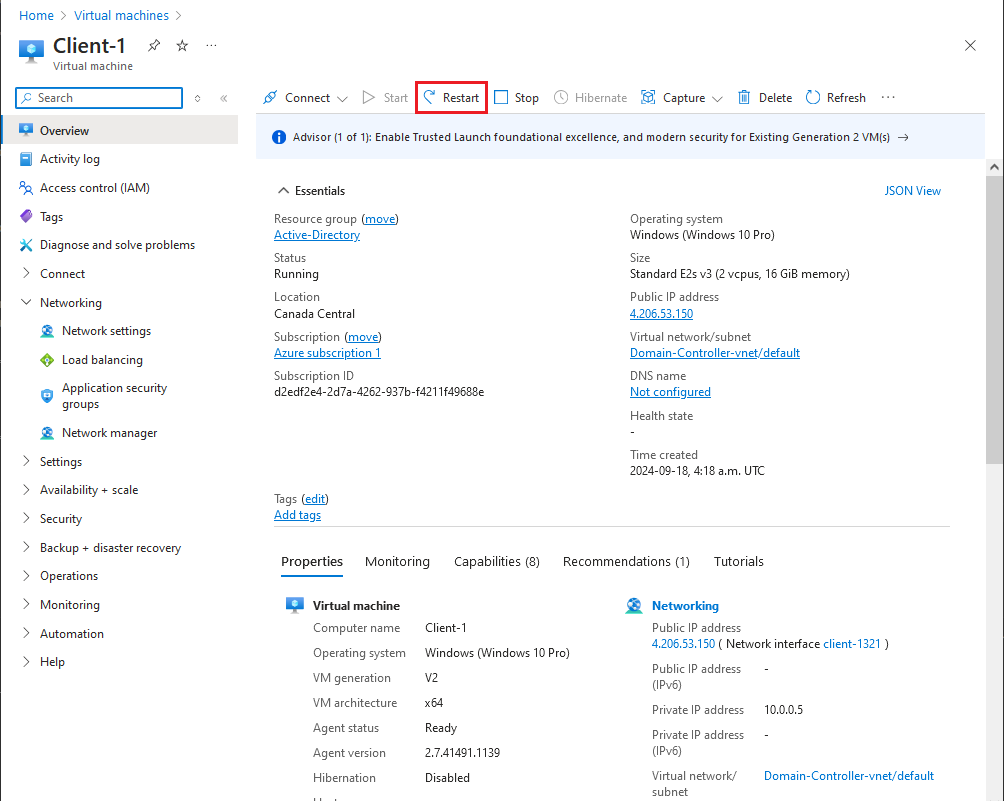 Home > Virtual machines >
Client-1 ...
Virtual machine
Search
Connect Start Restart Stop Hibernate Capture Delete Refresh ...
Overview
Activity log
Access control (IAM)
Tags
Diagnose and solve problems
Connect
Networking
Network settings
Load balancing
Application security
groups
Network manager
Settings
Availability + scale
Security
Backup + disaster recovery
Operations
Monitoring
Automation
Help
Advisor (1 of 1): Enable Trusted Launch foundational excellence, and modern security for Existing Generation 2 VM(s) →
Essentials
JSON View
Resource group (move)
Active-Directory
Status
Running
Location
Canada Central
Subscription (move)
Azure subscription 1
Subscription ID
d2edf2e4-2d7a-4262-937b-f4211f49688e
Operating system
Windows (Windows 10 Pro)
Size
Standard E2s v3 (2 vcpus, 16 GiB memory)
Public IP address
4.206.53.150
Virtual network/subnet
Domain-Controller-vnet/default
DNS name
Not configured
Health state
-
Time created
2024-09-18, 4:18 a.m. UTC
Tags (edit)
Add tags
Properties Monitoring Capabilities (8) Recommendations (1) Tutorials
Virtual machine
Computer name Client-1
Operating system Windows (Windows 10 Pro)
VM generation V2
VM architecture x64
Agent status Ready
Agent version 2.7.41491.1139
Hibernation Disabled
Networking
Public IP address
4.206.53.150 ( Network interface client-1321 )
Public IP address -
(IPv6)
Private IP address 10.0.0.5
Private IP address -
(IPv6)
Virtual network/ Domain-Controller-vnet/default
subnet